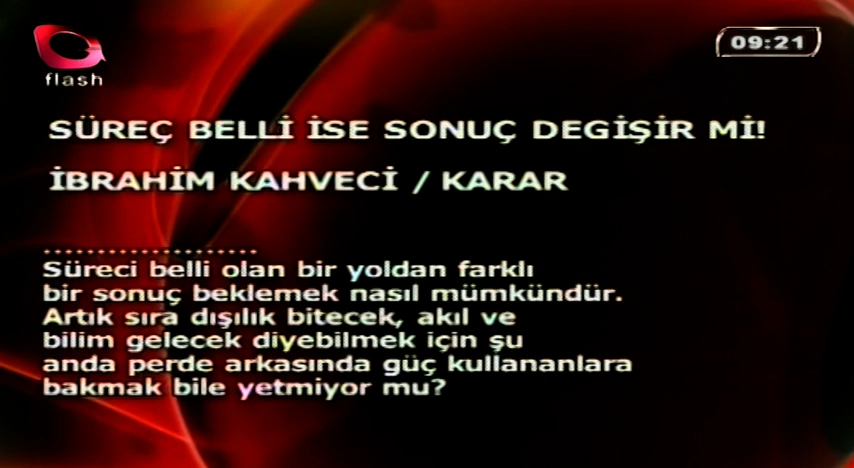 flash
09:21
SÜREÇ BELLİ İSE SONUÇ DEGİŞİR Mİ!
İBRAHİM KAHVECİ / KARAR
....................
Süreci belli olan bir yoldan farklı
bir sonuç beklemek nasıl mümkündür.
Artık sıra dışılık bitecek, akıl ve
bilim gelecek diyebilmek için şu
anda perde arkasında güç kullananlara
bakmak bile yetmiyor mu?